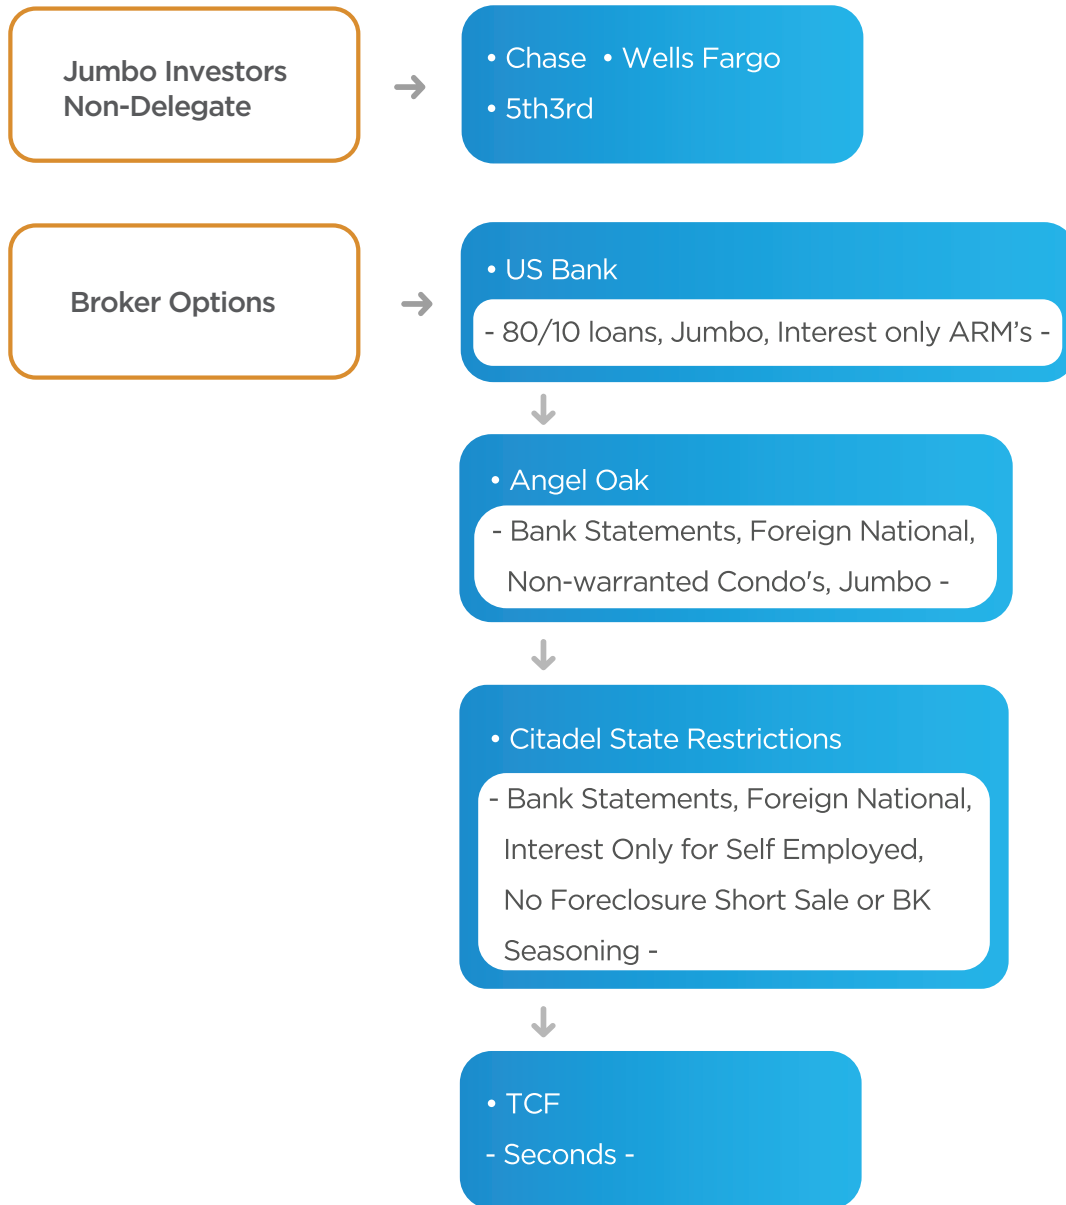 Jumbo Investors
Non-Delegate
• Chase • Wells Fargo
• 5th3rd
Broker Options
• US Bank
- 80/10 loans, Jumbo, Interest only ARM’s -
• Angel Oak
- Bank Statements, Foreign National,
Non-warranted Condo's, Jumbo -
• Citadel State Restrictions
- Bank Statements, Foreign National,
Interest Only for Self Employed,
No Foreclosure Short Sale or BK
Seasoning -
• TCF
- Seconds -